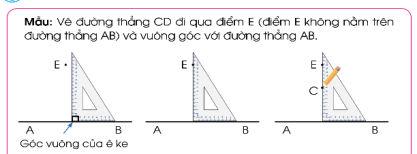 Mẫu: Vẽ đường thẳng CD đi qua điểm E (điểm E không nằm trên
đường thẳng AB) và vuông góc với đường thẳng AB.
E E E
C
A B A B A B
Góc vuông của ê ke